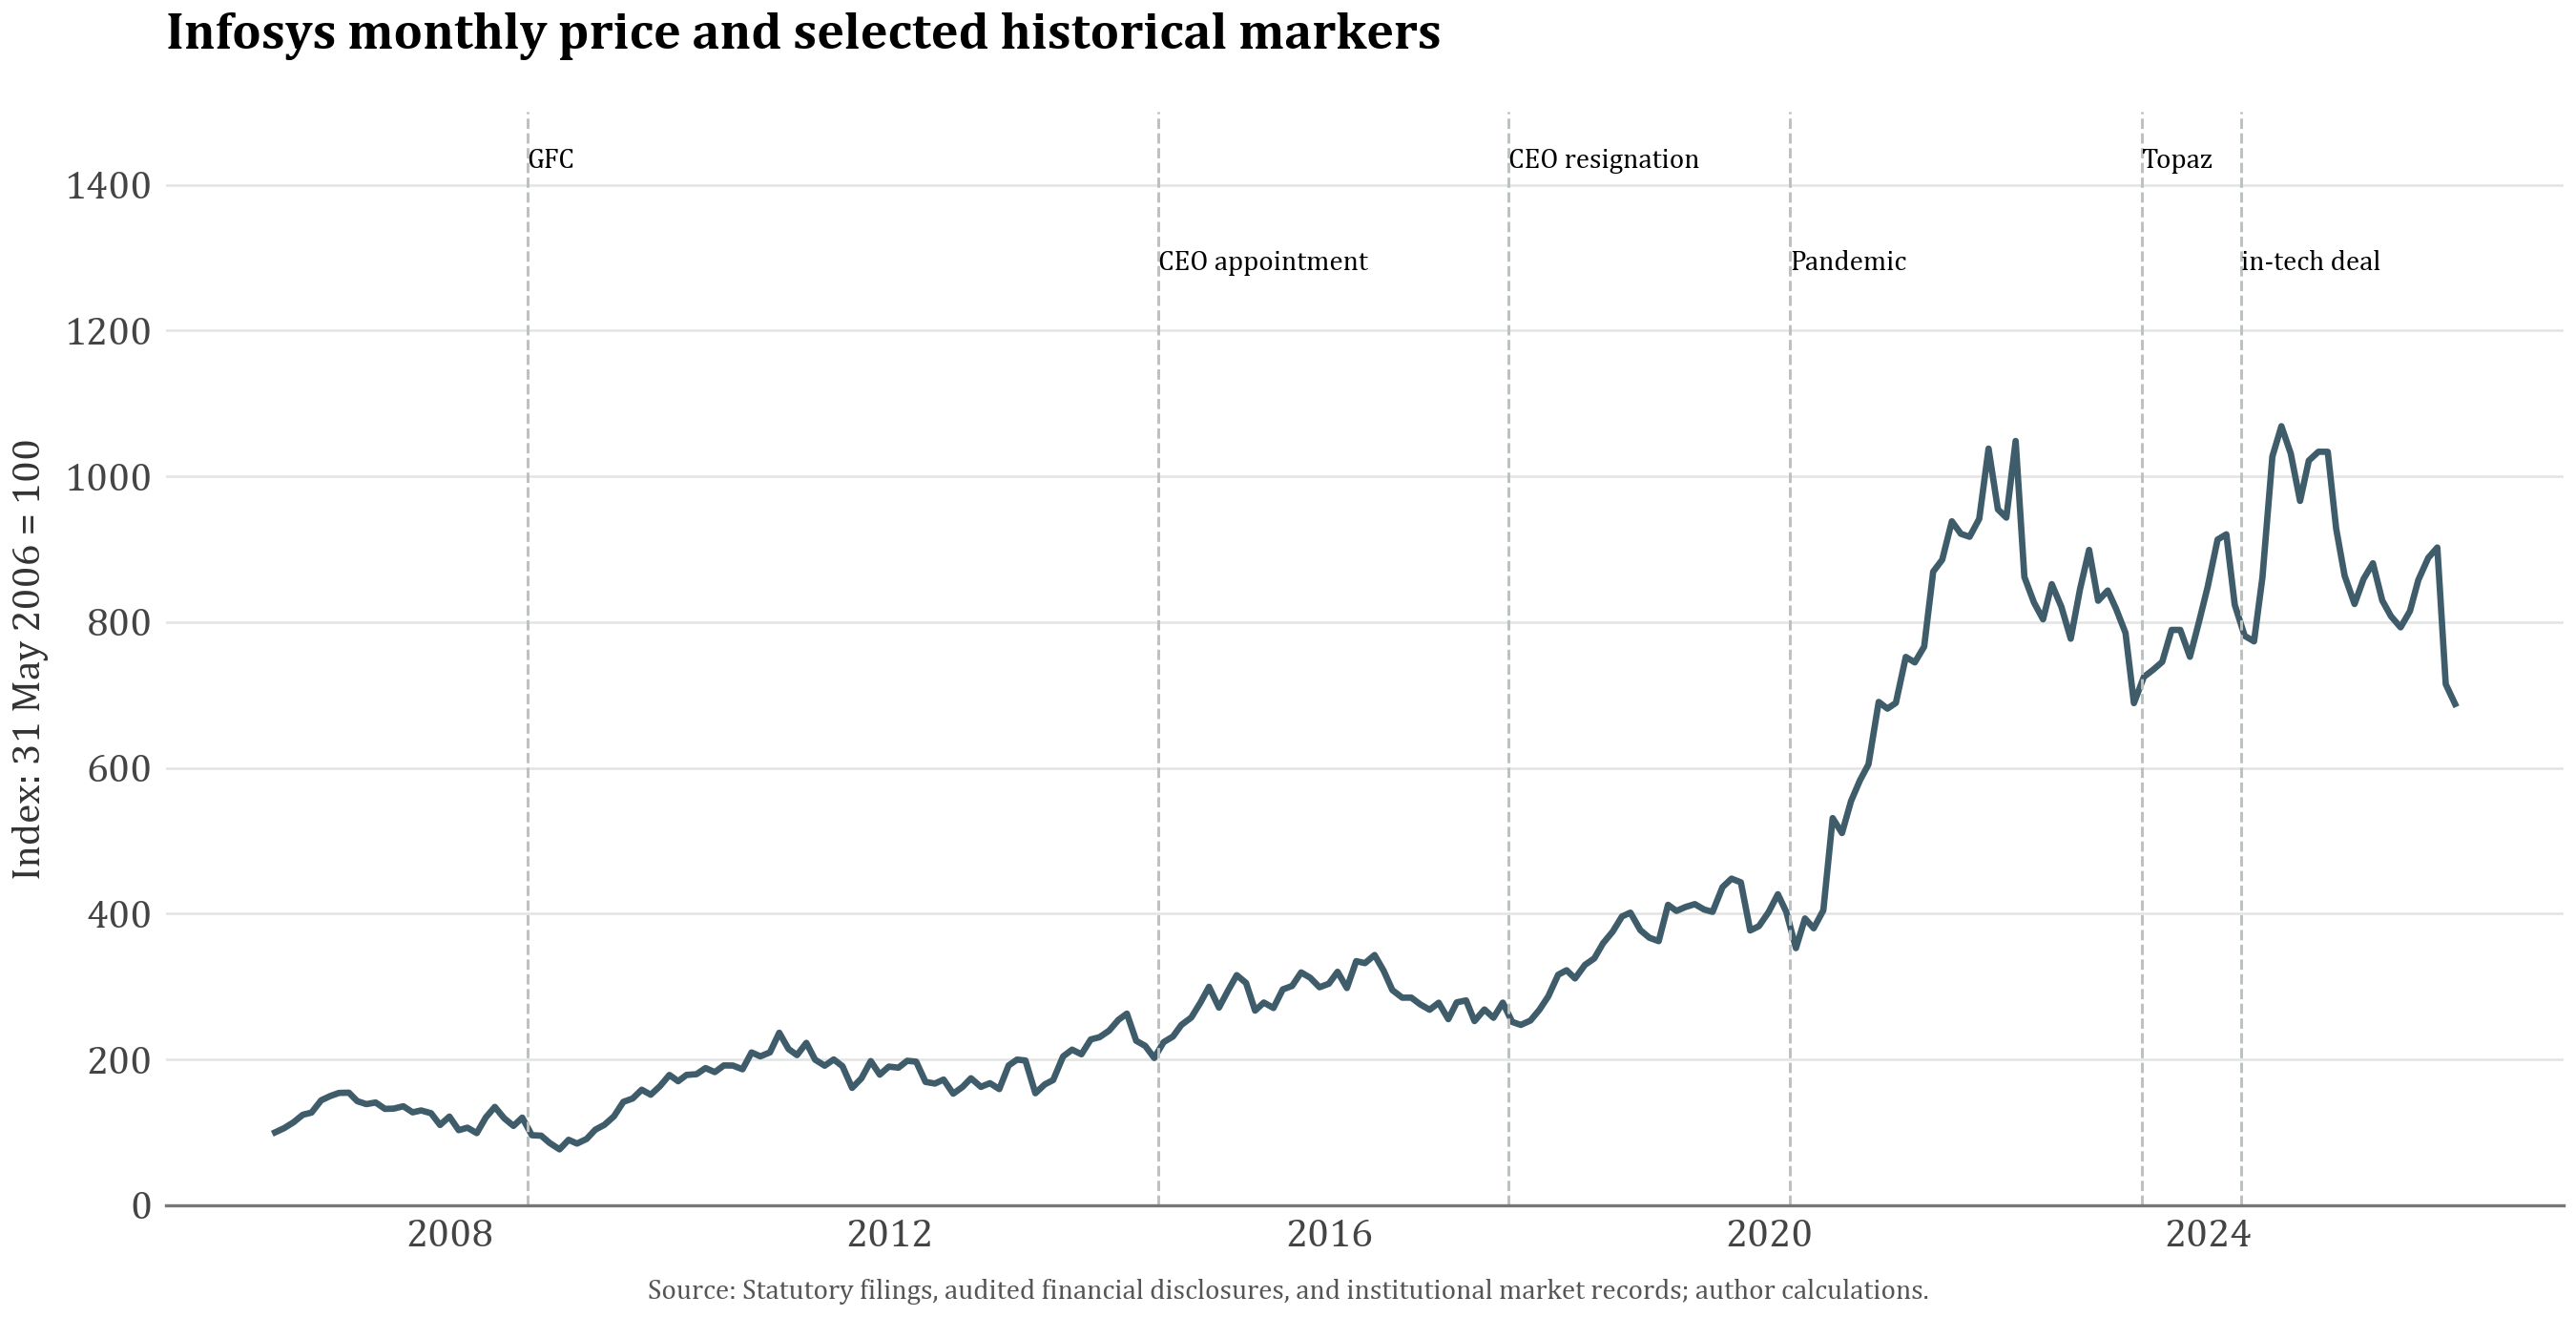 Infosys monthly price and selected historical markers
GFC
CEO resignation
Topaz
CEO appointment
Pandemic
in-tech deal
Index: 31 May 2006 = 100
1400
1200
1000
800
600
400
200
0
2008
2012
2016
2020
2024
Source: Statutory filings, audited financial disclosures, and institutional market records; author calculations.